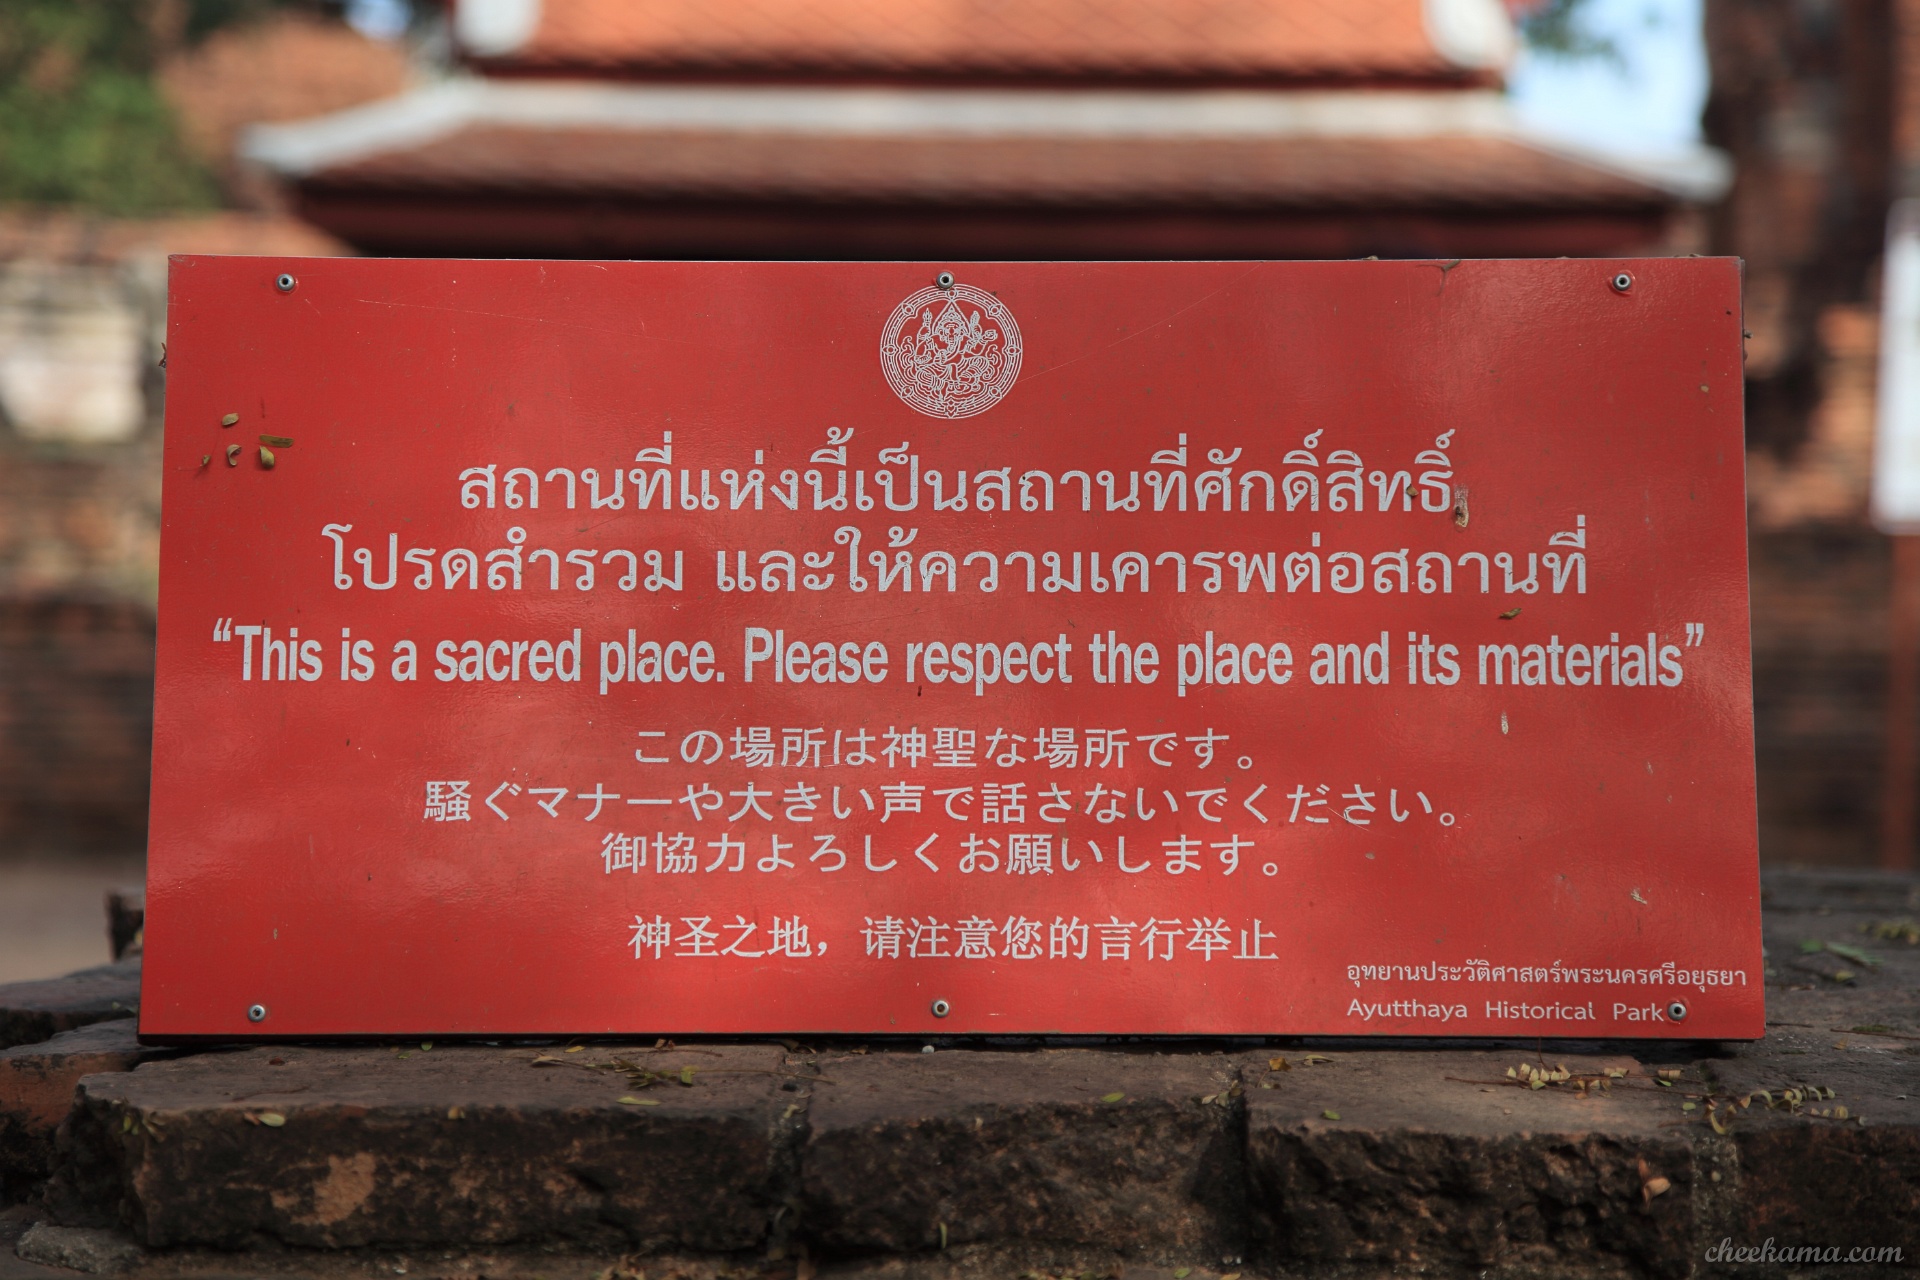 สถานที่แห่งนี้เป็นสถานที่ศักดิ์สิทธิ์
โปรดสำรวม และให้ความเคารพต่อสถานที่
“This is a sacred place. Please respect the place and its materials”
この場所は神聖な場所です。
騒ぐマナーや大きい声で話さないでください。
御協力よろしくお願いします。
神圣之地，请注意您的言行举止
อุทยานประวัติศาสตร์พระนครศรีอยุธยา
Ayutthaya Historical Park
cheekama.com